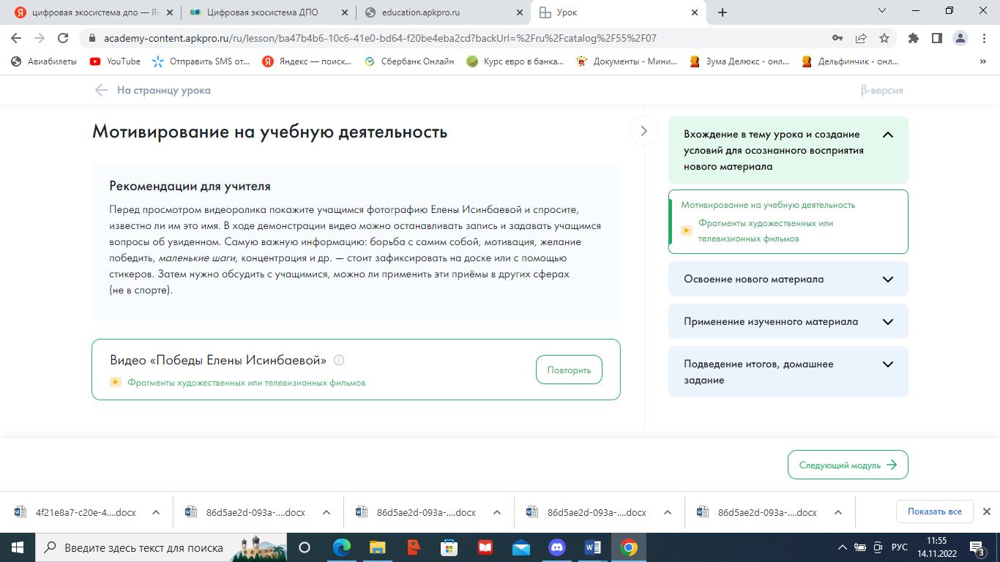 цифровая экосистема дпо — Ян
Цифровая экосистема ДПО
education.apkpro.ru
Урок
academy-content.apkpro.ru/ru/lesson/ba47b4b6-10c6-41e0-bd64-f20be4eba2cd?backUrl=%2Fru%2Fcatalog%2F55%2F07
Авиабилеты
YouTube
Отправить SMS от...
Яндекс — поиск...
Сбербанк Онлайн
Курс евро в банка...
Документы - Мини...
Зума Делюкс - онл...
Дельфинчик - онл...
На страницу урока
β-версия
Мотивирование на учебную деятельность
Рекомендации для учителя
Перед просмотром видеоролика покажите учащимся фотографию Елены Исинбаевой и спросите,
известно ли им это имя. В ходе демонстрации видео можно останавливать запись и задавать учащимся
вопросы об увиденном. Самую важную информацию: борьба с самим собой, мотивация, желание
победить, маленькие шаги, концентрация и др. — стоит зафиксировать на доске или с помощью
стикеров. Затем нужно обсудить с учащимися, можно ли применить эти приёмы в других сферах
(не в спорте).
Видео «Победы Елены Исинбаевой»
Фрагменты художественных или телевизионных фильмов
Повторить
Вхождение в тему урока и создание
условий для осознанного восприятия
нового материала
Мотивирование на учебную деятельность
Фрагменты художественных или
телевизионных фильмов
Освоение нового материала
Применение изученного материала
Подведение итогов, домашнее
задание
Следующий модуль
4f21e8a7-c20e-4....docx
86d5ae2d-093a-....docx
86d5ae2d-093a-....docx
86d5ae2d-093a-....docx
86d5ae2d-093a-....docx
Показать все
Введите здесь текст для поиска
РУС
11:55
14.11.2022
3